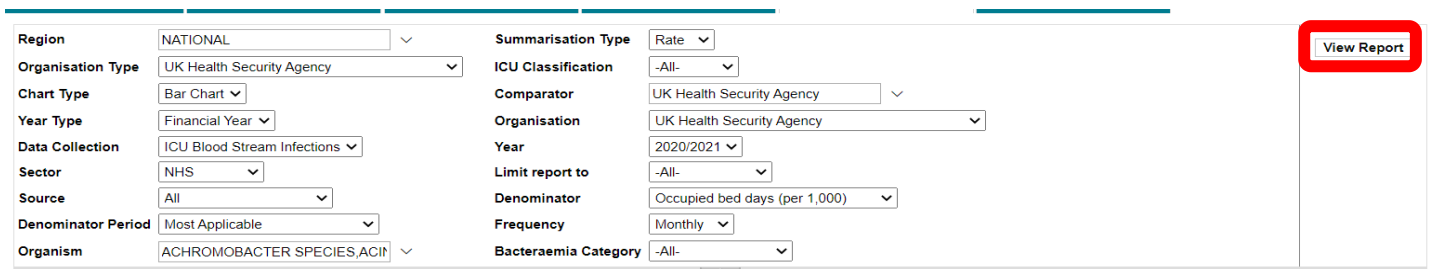 Region NATIONAL Summarisation Type Rate View Report
Organisation Type UK Health Security Agency ICU Classification -All-
Chart Type Bar Chart Comparator UK Health Security Agency
Year Type Financial Year Organisation UK Health Security Agency
Data Collection ICU Blood Stream Infections Year 2020/2021
Sector NHS Limit report to -All-
Source All Denominator Occupied bed days (per 1,000)
Denominator Period Most Applicable Frequency Monthly
Organism ACHROMOBACTER SPECIES,ACIN Bacteraemia Category -All-